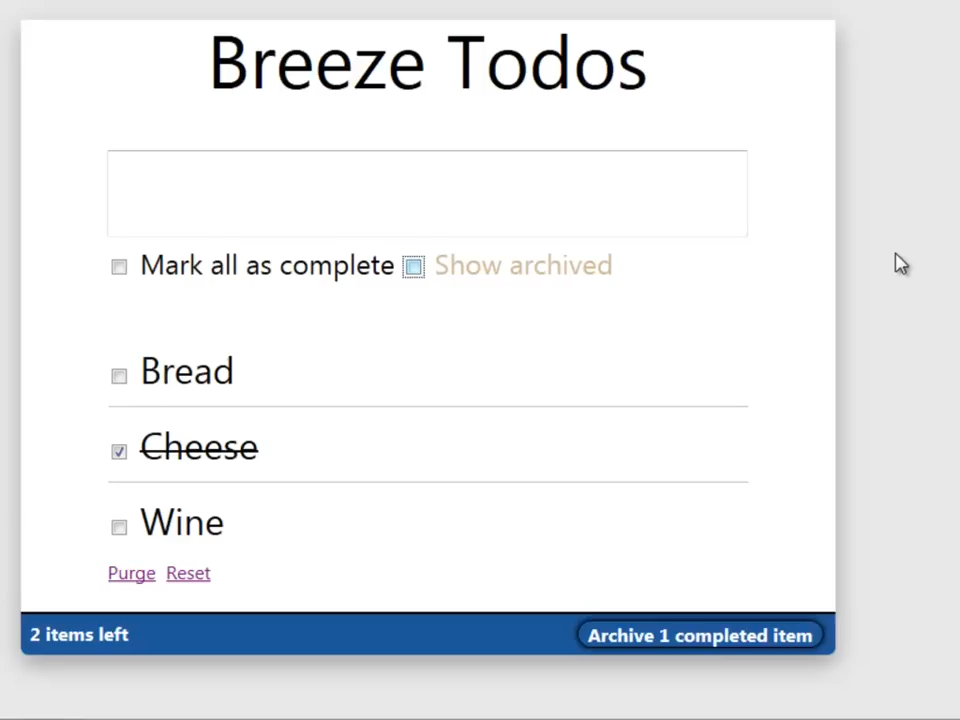 Breeze Todos
Mark all as complete Show archived
Bread
Cheese
Wine
Purge Reset
2 items left Archive 1 completed item